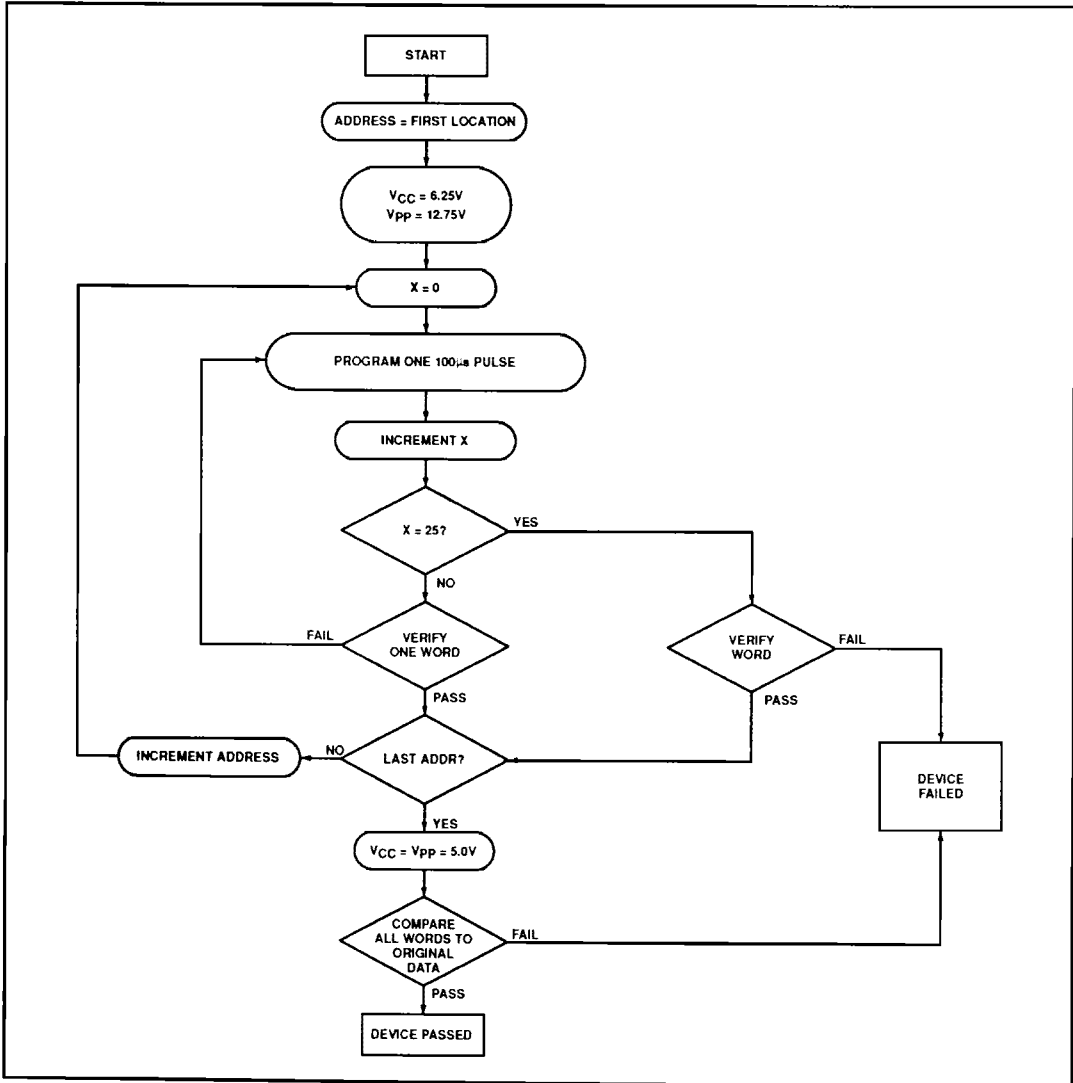 START
ADDRESS = FIRST LOCATION
VCC = 6.25V
VPP = 12.75V
X = 0
PROGRAM ONE 100µs PULSE
INCREMENT X
X = 25?
YES
NO
VERIFY
ONE WORD
FAIL
PASS
VERIFY
WORD
FAIL
PASS
INCREMENT ADDRESS
NO
LAST ADDR?
YES
DEVICE
FAILED
VCC = VPP = 5.0V
COMPARE
ALL WORDS TO
ORIGINAL
DATA
FAIL
PASS
DEVICE PASSED